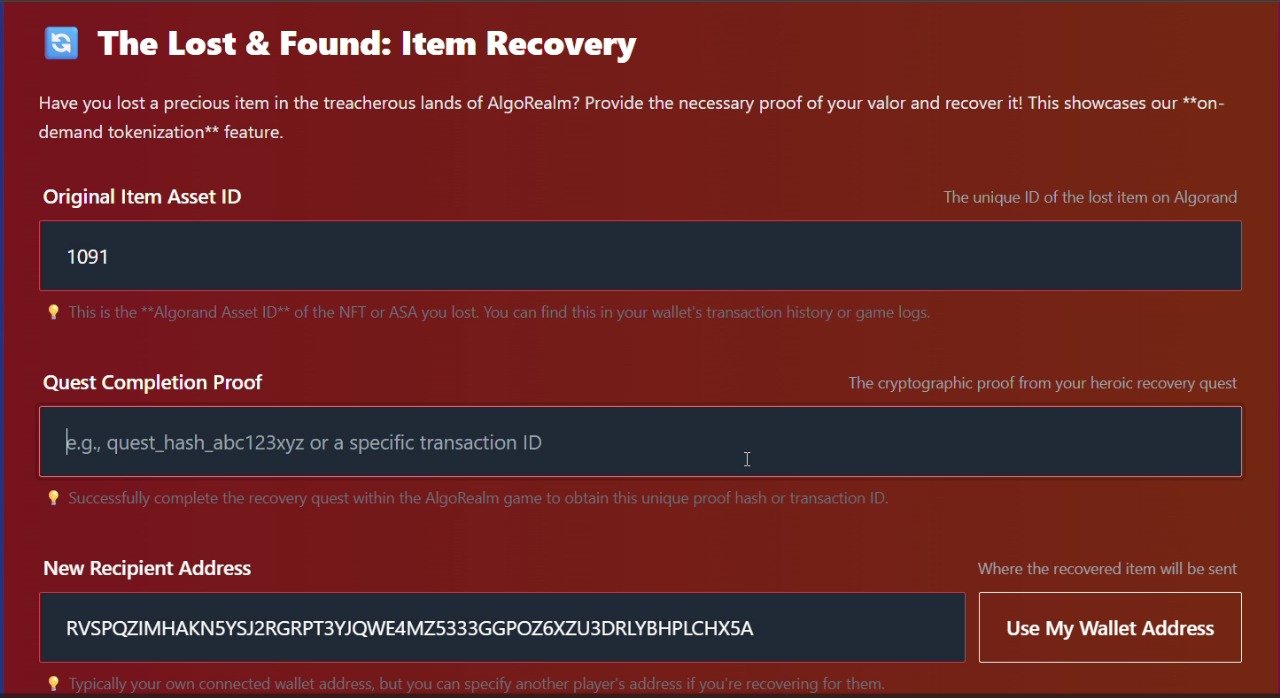 The Lost & Found: Item Recovery
Have you lost a precious item in the treacherous lands of AlgoRealm? Provide the necessary proof of your valor and recover it! This showcases our **on-
demand tokenization** feature.
Original Item Asset ID
The unique ID of the lost item on Algorand
1091
This is the **Algorand Asset ID** of the NFT or ASA you lost. You can find this in your wallet's transaction history or game logs.
Quest Completion Proof
The cryptographic proof from your heroic recovery quest
e.g., quest_hash_abc123xyz or a specific transaction ID
Successfully complete the recovery quest within the AlgoRealm game to obtain this unique proof hash or transaction ID.
New Recipient Address
Where the recovered item will be sent
RVSPQZIMHAKN5YSJ2RGRPT3YJQWE4MZ5333GGPOZ6XZU3DRLYBHPLCHX5A
Use My Wallet Address
Typically your own connected wallet address, but you can specify another player's address if you're recovering for them.